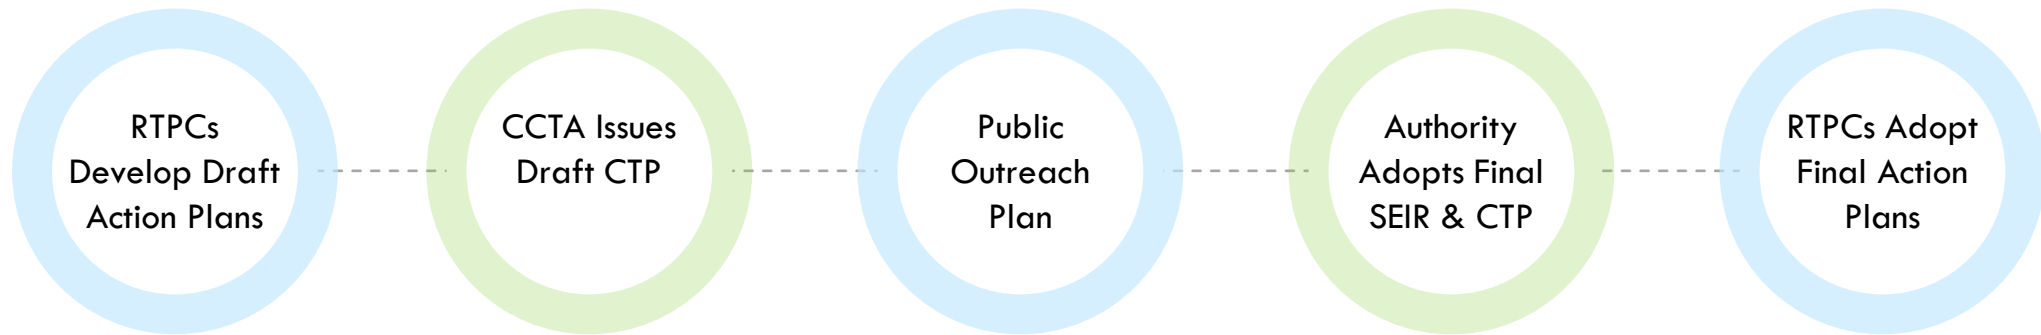 RTPCs
Develop Draft
Action Plans
CCTA Issues
Draft CTP
Public
Outreach
Plan
Authority
Adopts Final
SEIR & CTP
RTPCs Adopt
Final Action
Plans